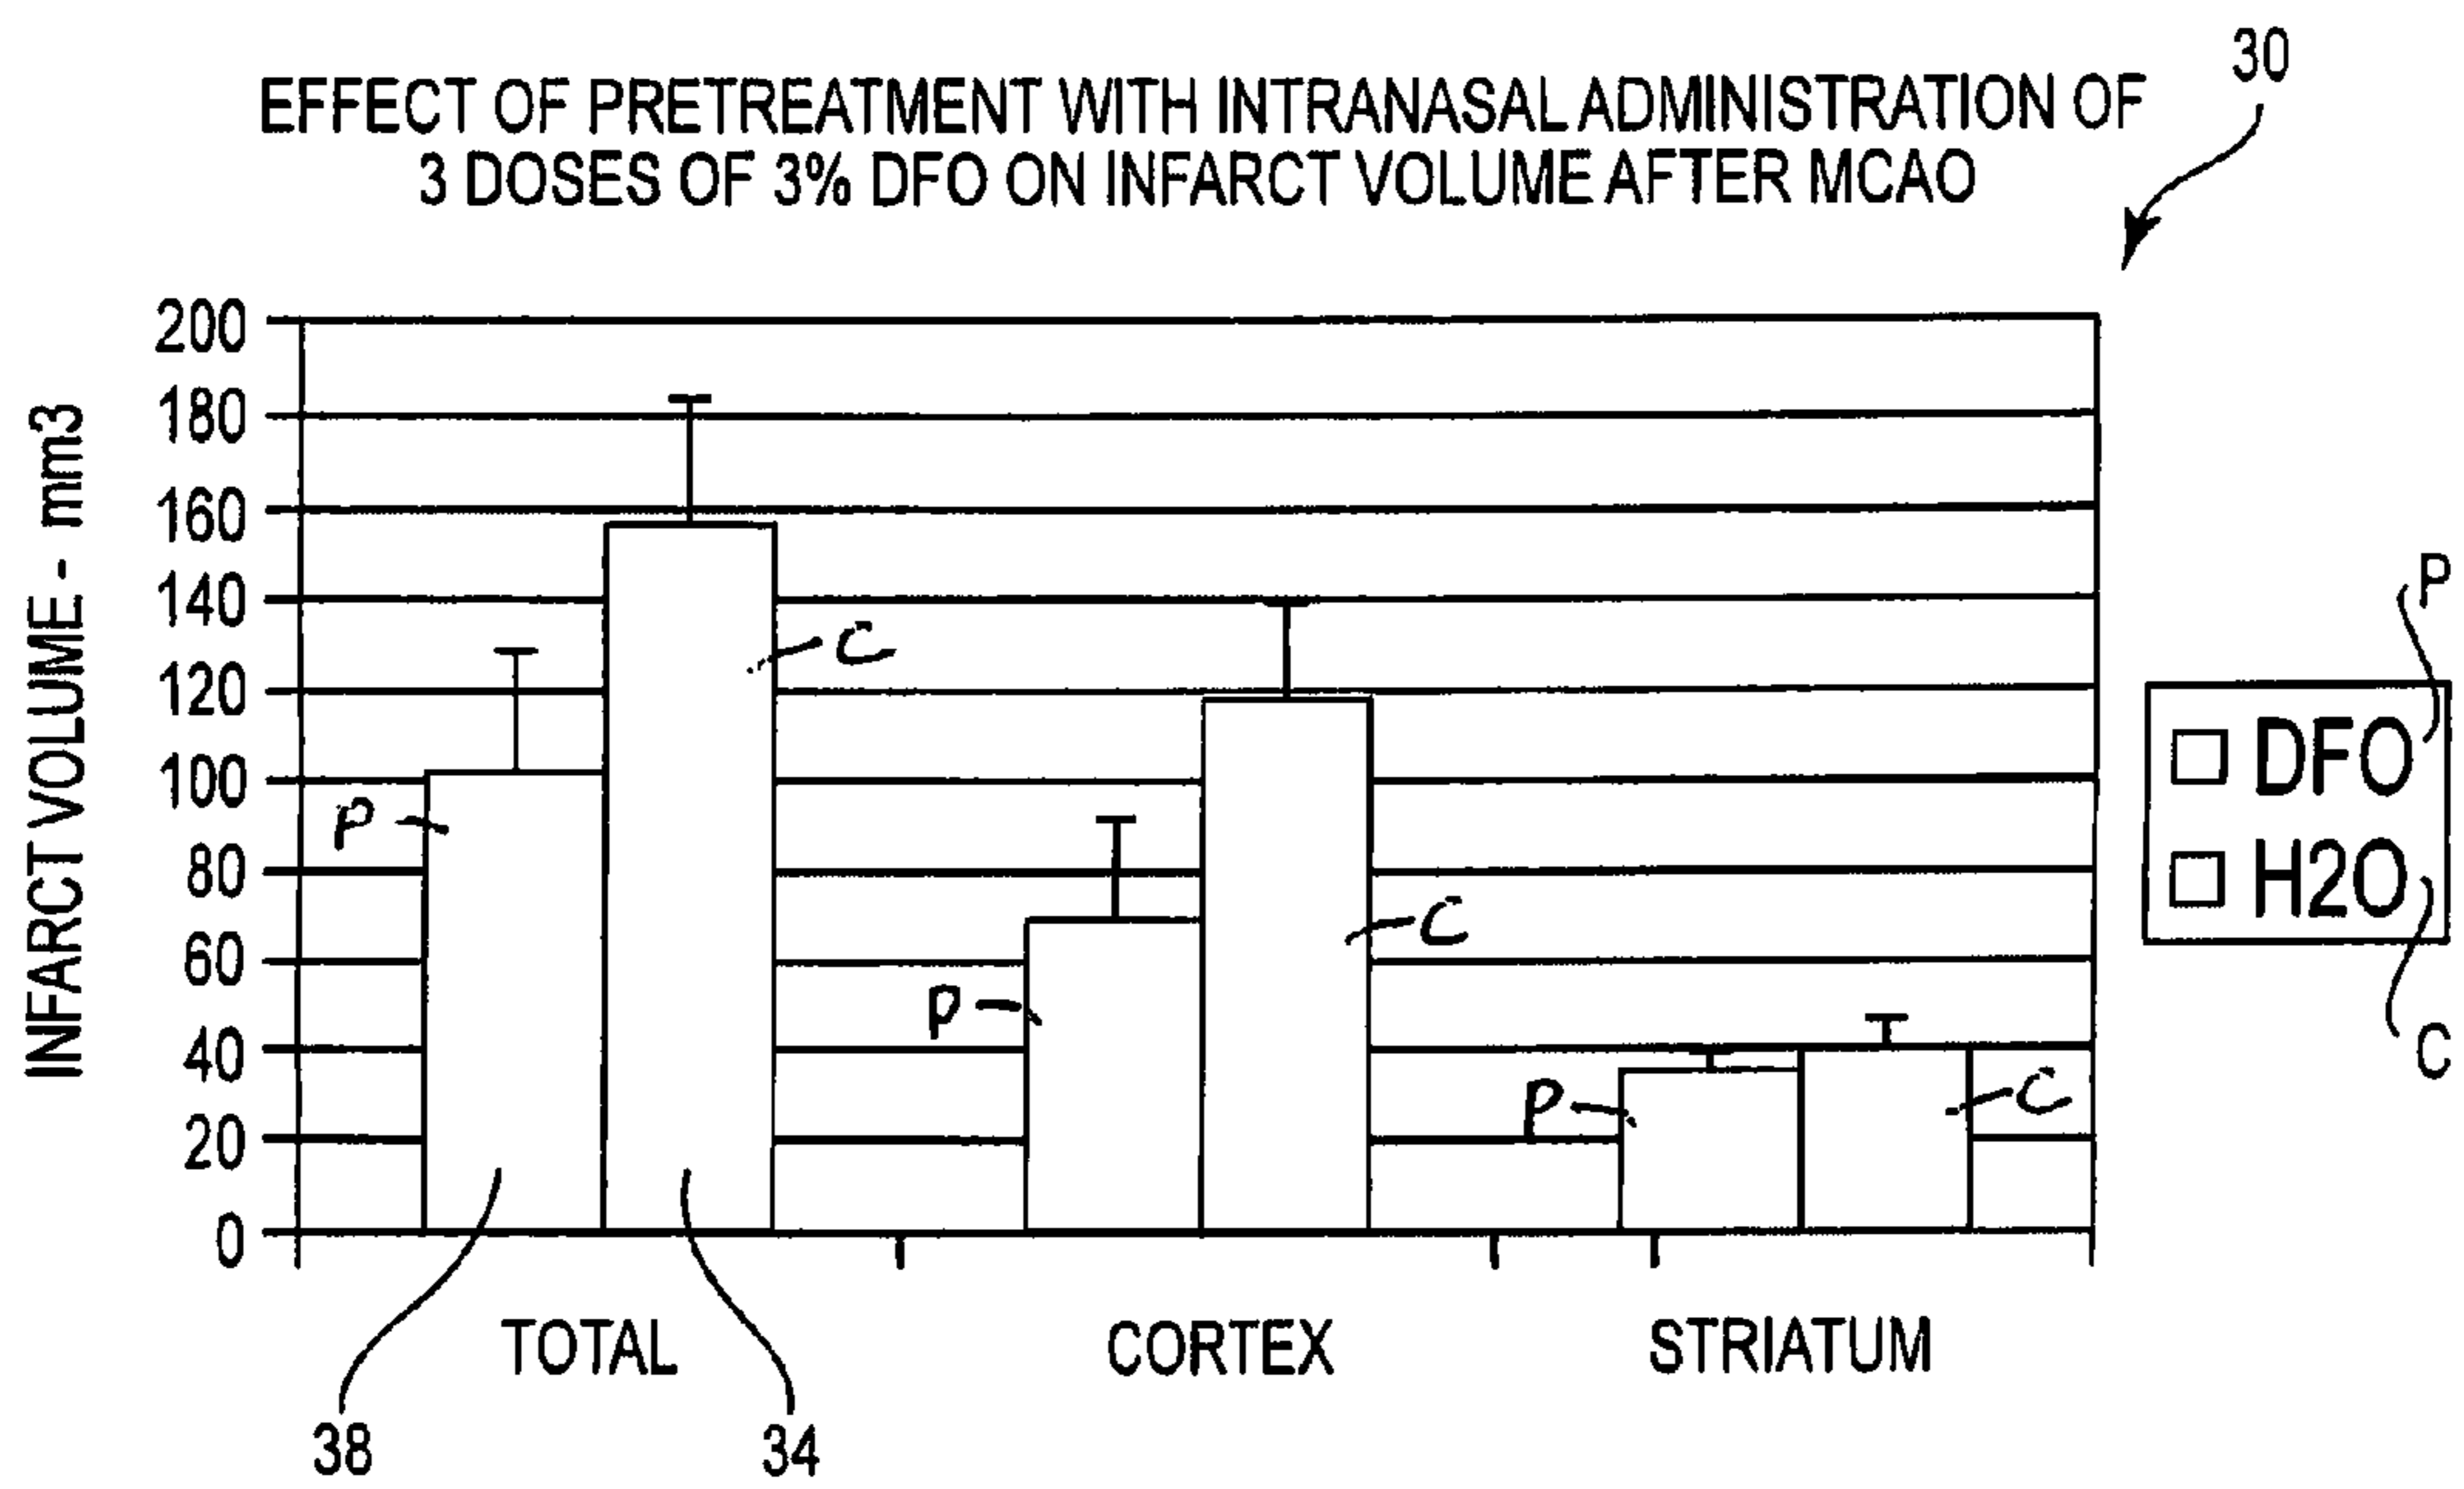 30
EFFECT OF PRETREATMENT WITH INTRANASAL ADMINISTRATION OF
3 DOSES OF 3% DFO ON INFARCT VOLUME AFTER MCAO
INFARCT VOLUME - mm3
200
180
160
140
120
100
80
60
40
20
0
P
C
P
C
P
C
P
DFO
H2O
C
TOTAL
CORTEX
STRIATUM
38
34